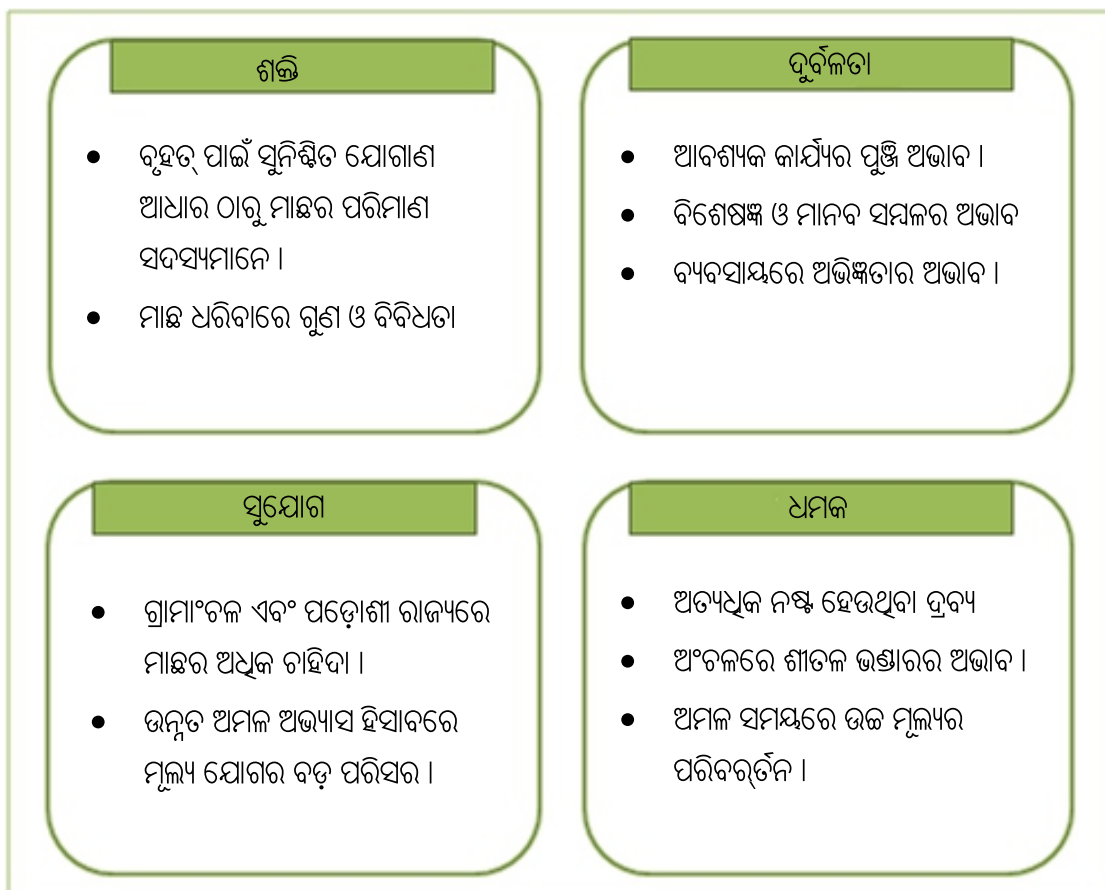 ଶକ୍ତି
• ବୃହତ୍ ପାଇଁ ସୁନିଶ୍ଚିତ ଯୋଗାଣ
ଆଧାର ଠାରୁ ମାଛର ପରିମାଣ
ସଦସ୍ୟମାନେ ।
• ମାଛ ଧରିବାରେ ଗୁଣ ଓ ବିବିଧତା
ଦୁର୍ବଳତା
• ଆବଶ୍ୟକ କାର୍ଯ୍ୟର ପୁଞ୍ଜି ଅଭାବ ।
• ବିଶେଷଜ୍ଞ ଓ ମାନବ ସମ୍ବଳର ଅଭାବ
• ବ୍ୟବସାୟରେ ଅଭିଜ୍ଞତାର ଅଭାବ ।
ସୁଯୋଗ
• ଗ୍ରାମାଂଚଳ ଏବଂ ପଡ଼ୋଶୀ ରାଜ୍ୟରେ
ମାଛର ଅଧିକ ଚାହିଦା ।
• ଉନ୍ନତ ଅମଳ ଅଭ୍ୟାସ ହିସାବରେ
ମୂଲ୍ୟ ଯୋଗର ବଡ଼ ପରିସର ।
ଧମକ
• ଅତ୍ୟଧିକ ନଷ୍ଟ ହେଉଥିବା ଦ୍ରବ୍ୟ
• ଅଂଚଳରେ ଶୀତଳ ଭଣ୍ଡାରର ଅଭାବ ।
• ଅମଳ ସମୟରେ ଉଚ୍ଚ ମୂଲ୍ୟର
ପରିବର୍ର୍ତନ ।